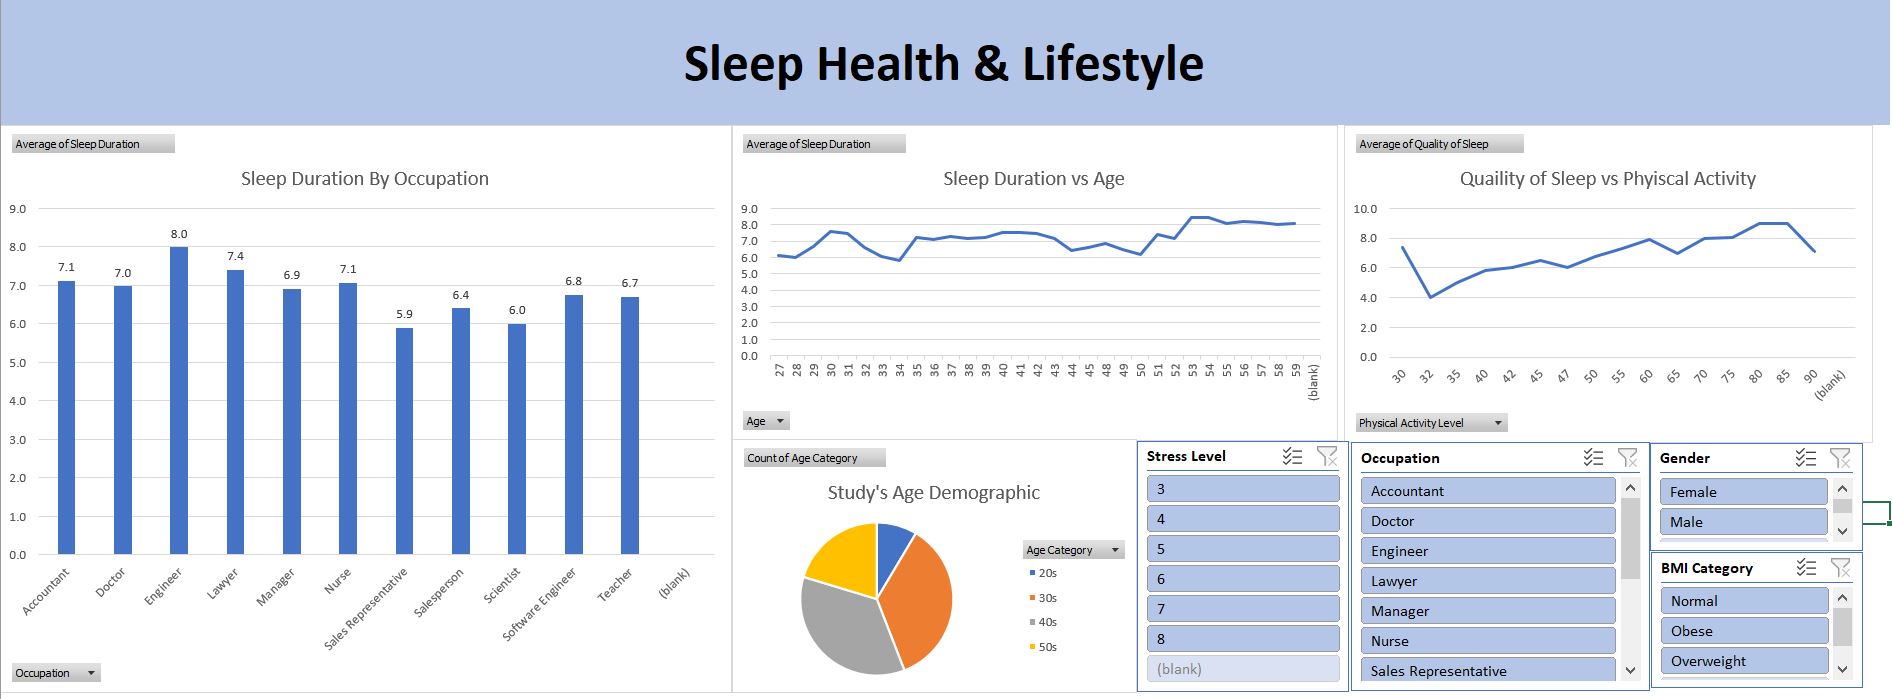 Sleep Health & Lifestyle
Average of Sleep Duration
Sleep Duration By Occupation
9.0
8.0
7.0
6.0
5.0
4.0
3.0
2.0
1.0
0.0
7.1
7.0
8.0
7.4
6.9
7.1
5.9
6.4
6.0
6.8
6.7
Accountant
Doctor
Engineer
Lawyer
Manager
Nurse
Sales Representative
Salesperson
Scientist
Software Engineer
Teacher
(blank)
Occupation
Average of Sleep Duration
Sleep Duration vs Age
9.0
8.0
7.0
6.0
5.0
4.0
3.0
2.0
1.0
0.0
27
28
29
30
31
32
33
34
35
36
37
38
39
40
41
42
43
44
45
48
49
50
51
52
53
54
55
56
57
58
59
(blank)
Age
Average of Quality of Sleep
Quaility of Sleep vs Phyiscal Activity
10.0
8.0
6.0
4.0
2.0
0.0
30
32
35
40
42
45
47
50
55
60
65
70
75
80
85
90
(blank)
Physical Activity Level
Count of Age Category
Study's Age Demographic
Age Category
20s
30s
40s
50s
Stress Level
3
4
5
6
7
8
(blank)
Occupation
Accountant
Doctor
Engineer
Lawyer
Manager
Nurse
Sales Representative
Gender
Female
Male
BMI Category
Normal
Obese
Overweight